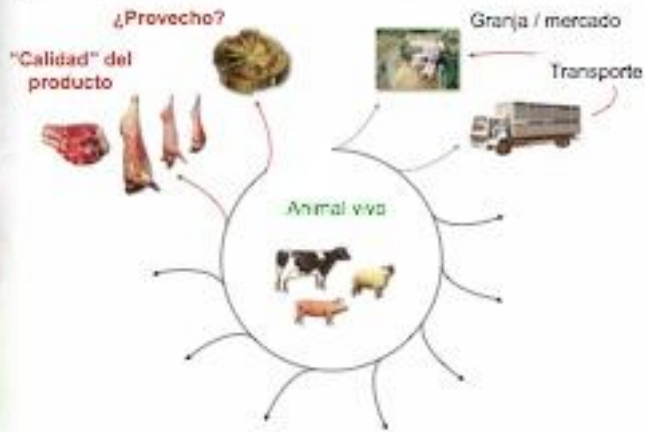 ¿Provecho?
"Calidad" del
producto
Granja / mercado
Transporte
Animal vivo